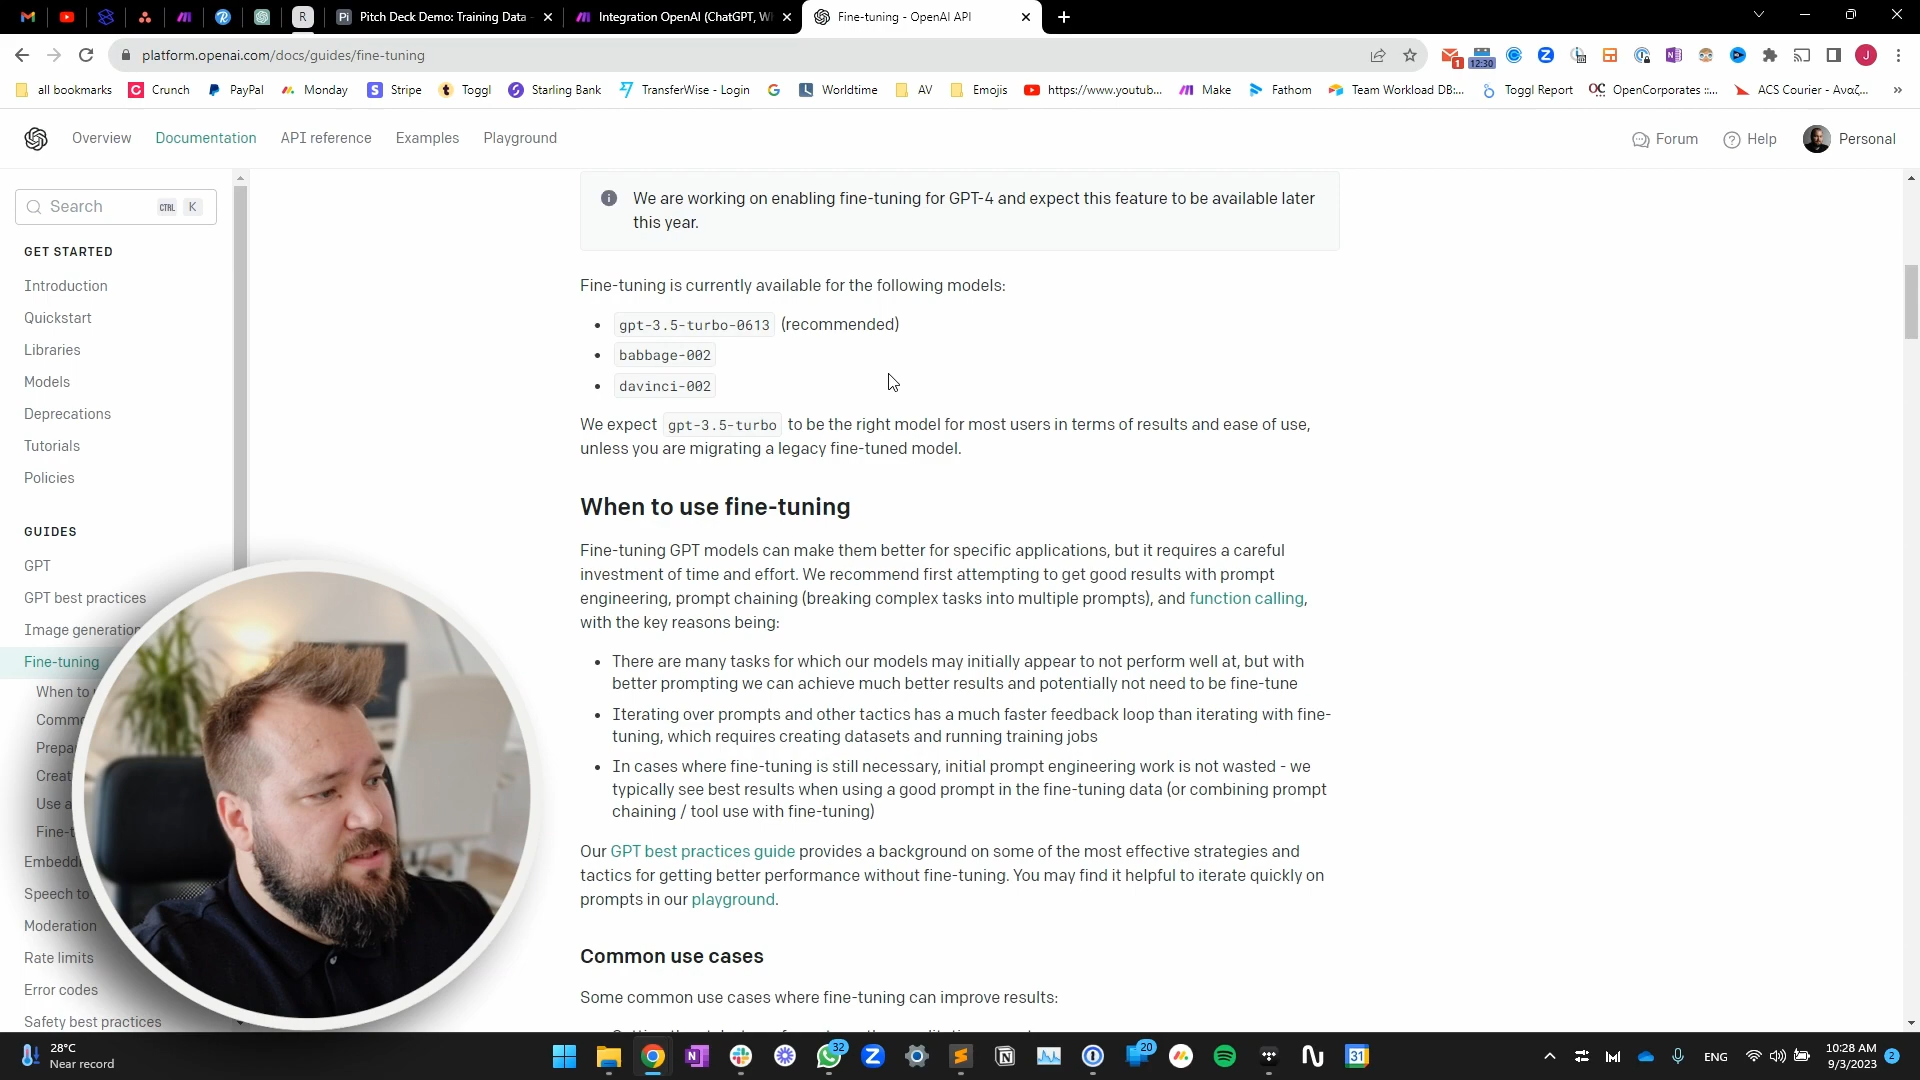 Pitch Deck Demo: Training Data
Integration OpenAI (ChatGPT, W
Fine-tuning - OpenAI API
platform.openai.com/docs/guides/fine-tuning
1
12:30
J
all bookmarks
Crunch
PayPal
Monday
Stripe
Toggl
Starling Bank
TransferWise - Login
Worldtime
AV
Emojis
https://www.youtub...
Make
Fathom
Team Workload DB:...
Toggl Report
OpenCorporates ::...
ACS Courier - Αναζ...
Overview
Documentation
API reference
Examples
Playground
Forum
Help
Personal
Search
CTRL K
GET STARTED
Introduction
Quickstart
Libraries
Models
Deprecations
Tutorials
Policies
GUIDES
GPT
GPT best practices
Image generation
Fine-tuning
When to
Comm
Prepa
Creat
Use a
Fine-t
Embeddi
Speech to
Moderation
Rate limits
Error codes
Safety best practices
We are working on enabling fine-tuning for GPT-4 and expect this feature to be available later
this year.
Fine-tuning is currently available for the following models:
• gpt-3.5-turbo-0613 (recommended)
• babbage-002
• davinci-002
We expect gpt-3.5-turbo to be the right model for most users in terms of results and ease of use,
unless you are migrating a legacy fine-tuned model.
When to use fine-tuning
Fine-tuning GPT models can make them better for specific applications, but it requires a careful
investment of time and effort. We recommend first attempting to get good results with prompt
engineering, prompt chaining (breaking complex tasks into multiple prompts), and function calling,
with the key reasons being:
• There are many tasks for which our models may initially appear to not perform well at, but with
better prompting we can achieve much better results and potentially not need to be fine-tune
• Iterating over prompts and other tactics has a much faster feedback loop than iterating with fine-
tuning, which requires creating datasets and running training jobs
• In cases where fine-tuning is still necessary, initial prompt engineering work is not wasted - we
typically see best results when using a good prompt in the fine-tuning data (or combining prompt
chaining / tool use with fine-tuning)
Our GPT best practices guide provides a background on some of the most effective strategies and
tactics for getting better performance without fine-tuning. You may find it helpful to iterate quickly on
prompts in our playground.
Common use cases
Some common use cases where fine-tuning can improve results:
28°C
Near record
32
20
31
ENG
10:28 AM
9/3/2023
2